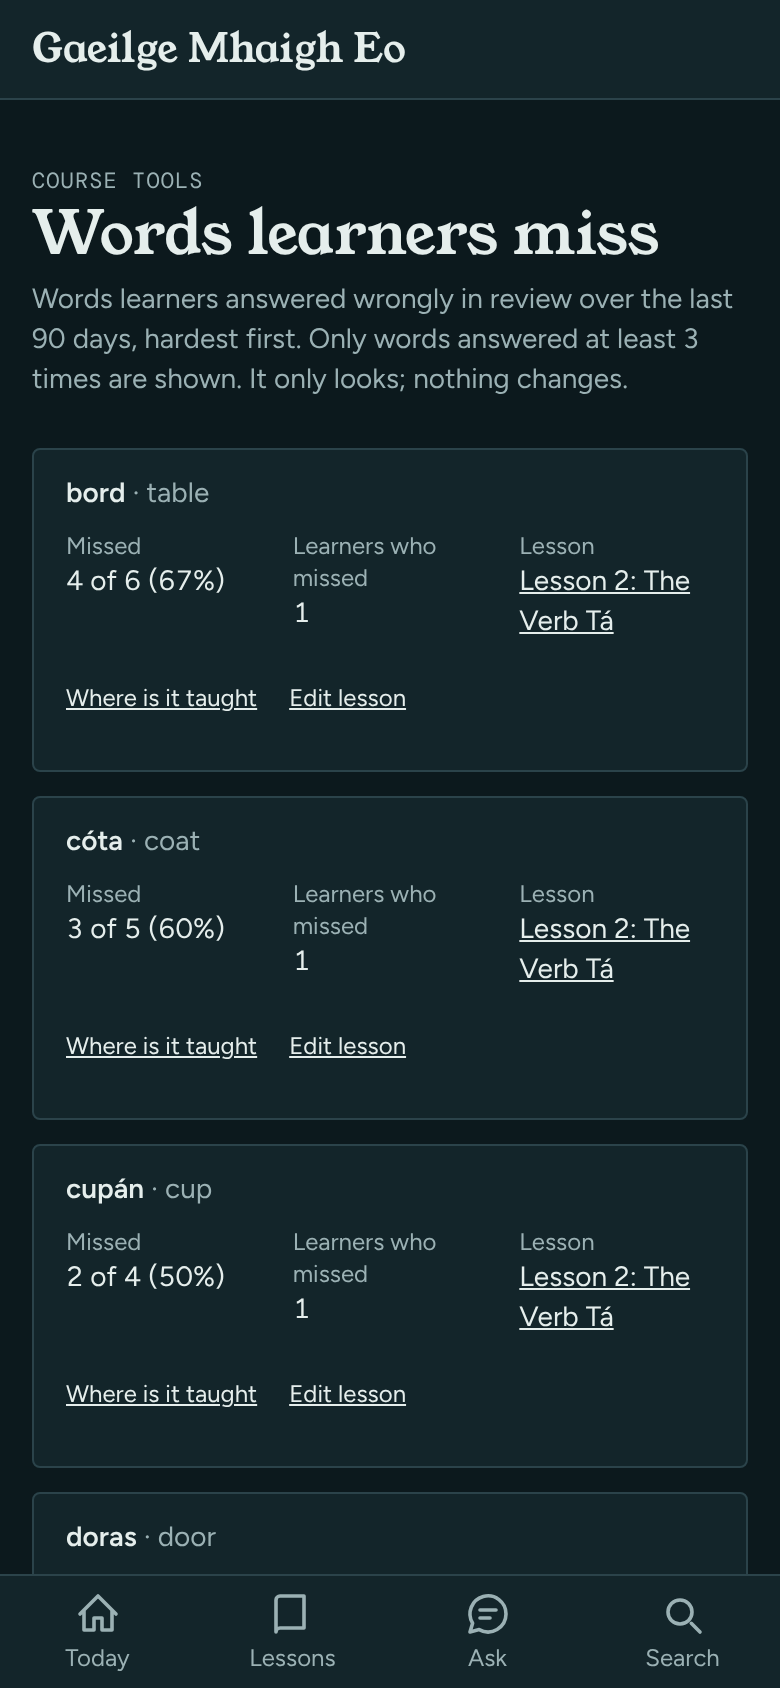 Gaeilge Mhaigh Eo
COURSE TOOLS
Words learners miss
Words learners answered wrongly in review over the last
90 days, hardest first. Only words answered at least 3
times are shown. It only looks; nothing changes.
bord · table
Missed
4 of 6 (67%)
Learners who
missed
1
Lesson
Lesson 2: The
Verb Tá
Where is it taught
Edit lesson
cóta · coat
Missed
3 of 5 (60%)
Learners who
missed
1
Lesson
Lesson 2: The
Verb Tá
Where is it taught
Edit lesson
cupán · cup
Missed
2 of 4 (50%)
Learners who
missed
1
Lesson
Lesson 2: The
Verb Tá
Where is it taught
Edit lesson
doras · door
Today
Lessons
Ask
Search